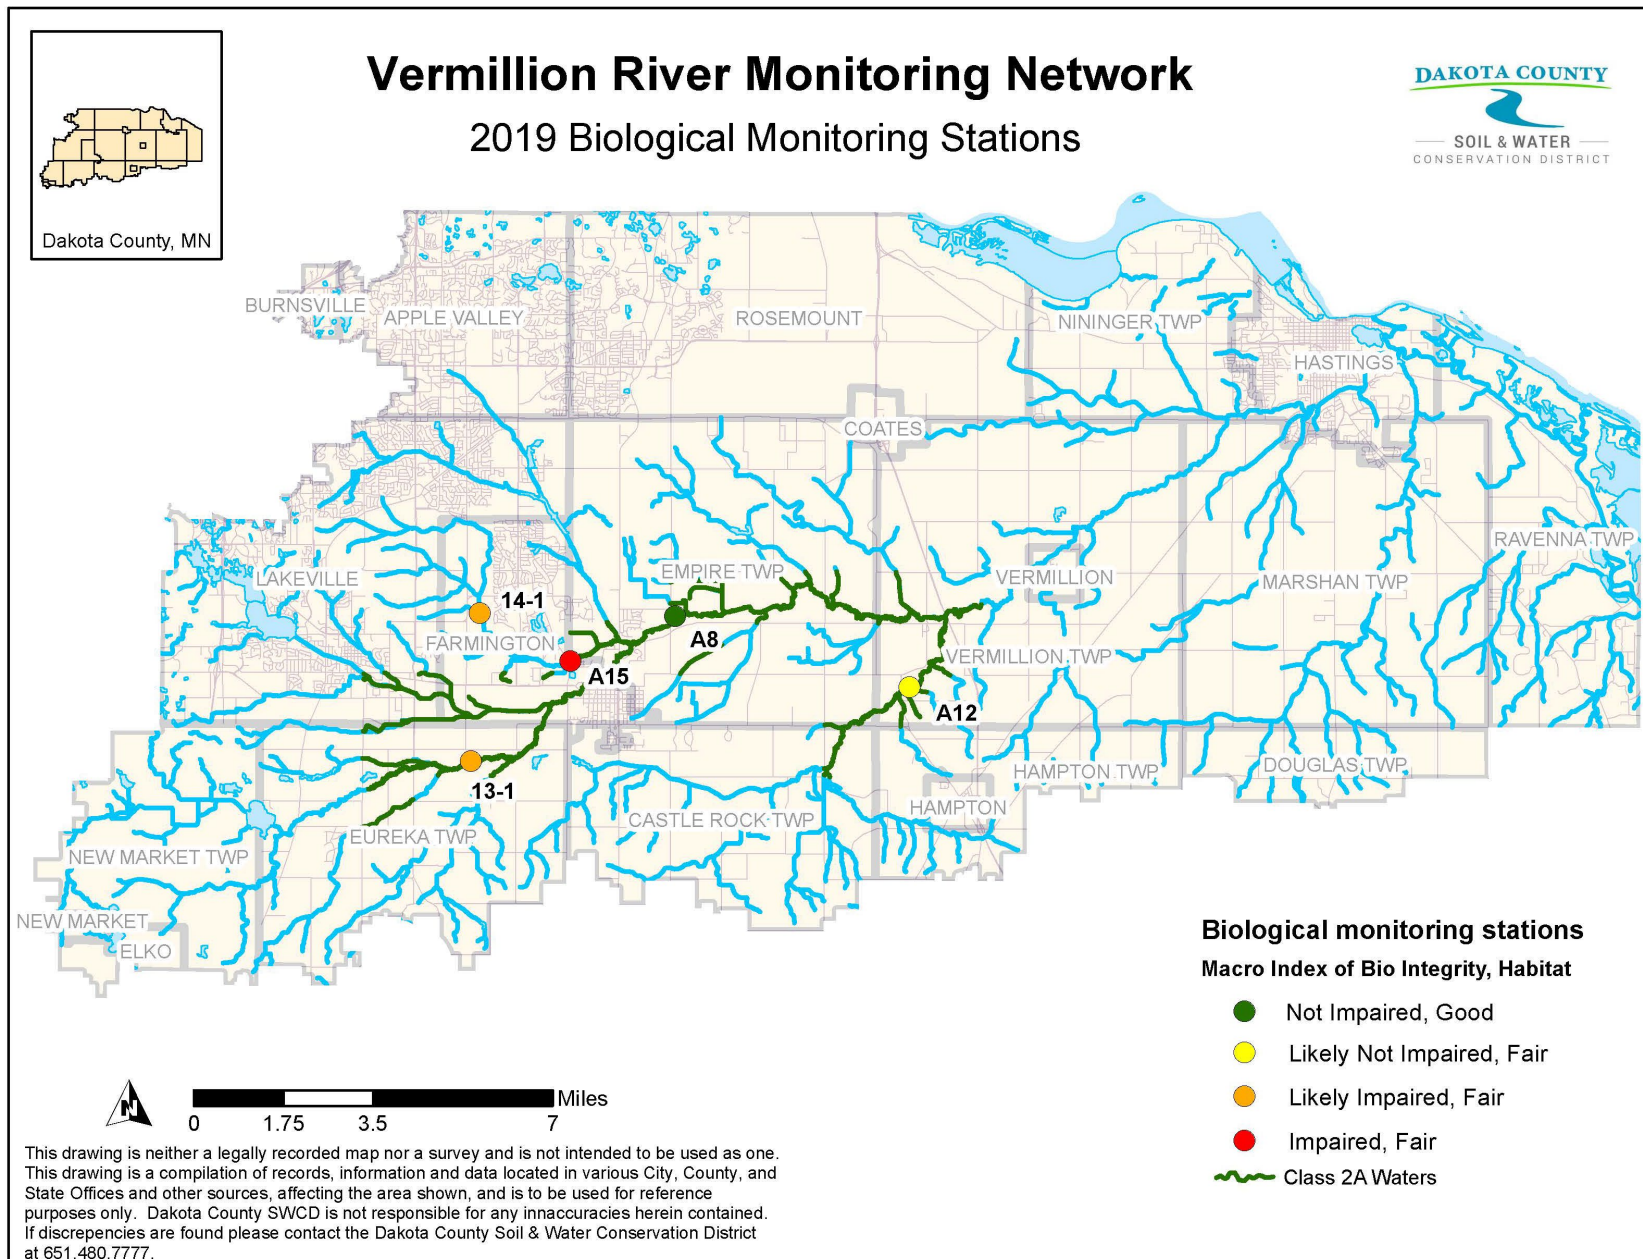 Vermillion River Monitoring Network
2019 Biological Monitoring Stations
DAKOTA COUNTY
SOIL & WATER
CONSERVATION DISTRICT
Dakota County, MN
BURNSVILLE
APPLE VALLEY
ROSEMOUNT
NININGER TWP
HASTINGS
COATES
RAVENNA TWP
LAKEVILLE
EMPIRE TWP
VERMILLION
MARSHAN TWP
14-1
FARMINGTON
A8
A15
VERMILLION TWP
A12
13-1
HAMPTON TWP
DOUGLAS TWP
HAMPTON
CASTLE ROCK TWP
EUREKA TWP
NEW MARKET TWP
NEW MARKET
ELKO
Biological monitoring stations
Macro Index of Bio Integrity, Habitat
Not Impaired, Good
Likely Not Impaired, Fair
Likely Impaired, Fair
Impaired, Fair
Class 2A Waters
N
Miles
0 1.75 3.5 7
This drawing is neither a legally recorded map nor a survey and is not intended to be used as one.
This drawing is a compilation of records, information and data located in various City, County, and
State Offices and other sources, affecting the area shown, and is to be used for reference
purposes only. Dakota County SWCD is not responsible for any innaccuracies herein contained.
If discrepencies are found please contact the Dakota County Soil & Water Conservation District
at 651.480.7777.